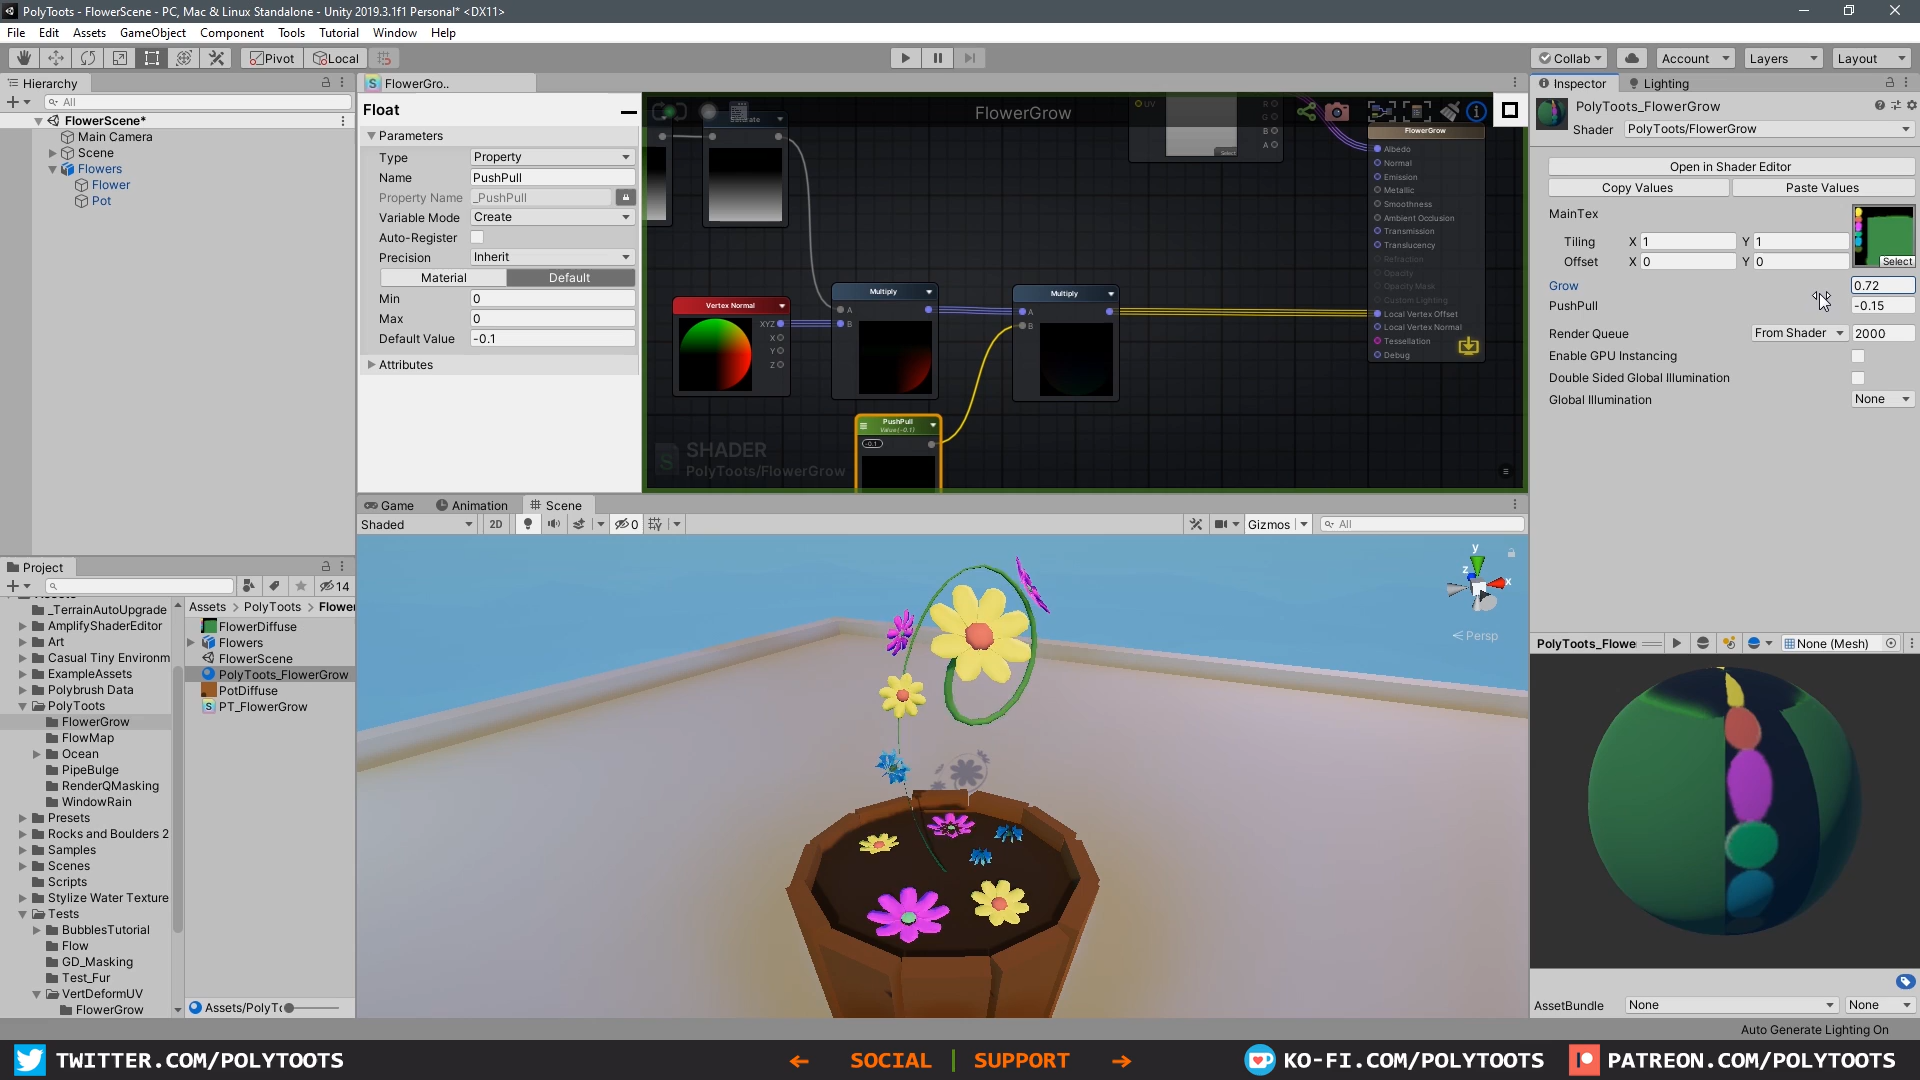 PolyToots - FlowerScene - PC, Mac & Linux Standalone - Unity 2019.3.1f1 Personal* <DX11>
File Edit Assets GameObject Component Tools Tutorial Window Help
Pivot Local Collab Account Layers Layout
Hierarchy
All
FlowerScene*
Main Camera
Scene
Flowers
Flower
Pot
FlowerGro..
Float
Parameters
Type Property
Name PushPull
Property Name _PushPull
Variable Mode Create
Auto-Register
Precision Inherit
Material Default
Min 0
Max 0
Default Value -0.1
Attributes
FlowerGrow
Saturate
UV
R
G
B
A
Select
Vertex Normal
XYZ
X
Y
Z
Multiply
A
B
Multiply
A
B
PushPull
Value(-0.1)
-0.1
SHADER
PolyToots/FlowerGrow
FlowerGrow
Albedo
Normal
Emission
Metallic
Smoothness
Ambient Occlusion
Transmission
Translucency
Refraction
Opacity
Opacity Mask
Custom Lighting
Local Vertex Offset
Local Vertex Normal
Tessellation
Debug
Inspector Lighting
PolyToots_FlowerGrow
Shader PolyToots/FlowerGrow
Open in Shader Editor
Copy Values Paste Values
MainTex
Tiling X 1 Y 1
Offset X 0 Y 0
Select
Grow 0.72
PushPull -0.15
Render Queue From Shader 2000
Enable GPU Instancing
Double Sided Global Illumination
Global Illumination None
Game Animation Scene
Shaded 2D 0 Gizmos All
y
z
x
Persp
Project
14
_TerrainAutoUpgrade
AmplifyShaderEditor
Art
Casual Tiny Environm
ExampleAssets
Polybrush Data
PolyToots
FlowerGrow
FlowMap
Ocean
PipeBulge
RenderQMasking
WindowRain
Presets
Rocks and Boulders 2
Samples
Scenes
Scripts
Stylize Water Texture
Tests
BubblesTutorial
Flow
GD_Masking
Test_Fur
VertDeformUV
FlowerGrow
Assets > PolyToots > Flower
FlowerDiffuse
Flowers
FlowerScene
PolyToots_FlowerGrow
PotDiffuse
PT_FlowerGrow
Assets/PolyTo
PolyToots_Flowe None (Mesh)
AssetBundle None None
Auto Generate Lighting On
TWITTER.COM/POLYTOOTS ← SOCIAL | SUPPORT → KO-FI.COM/POLYTOOTS PATREON.COM/POLYTOOTS